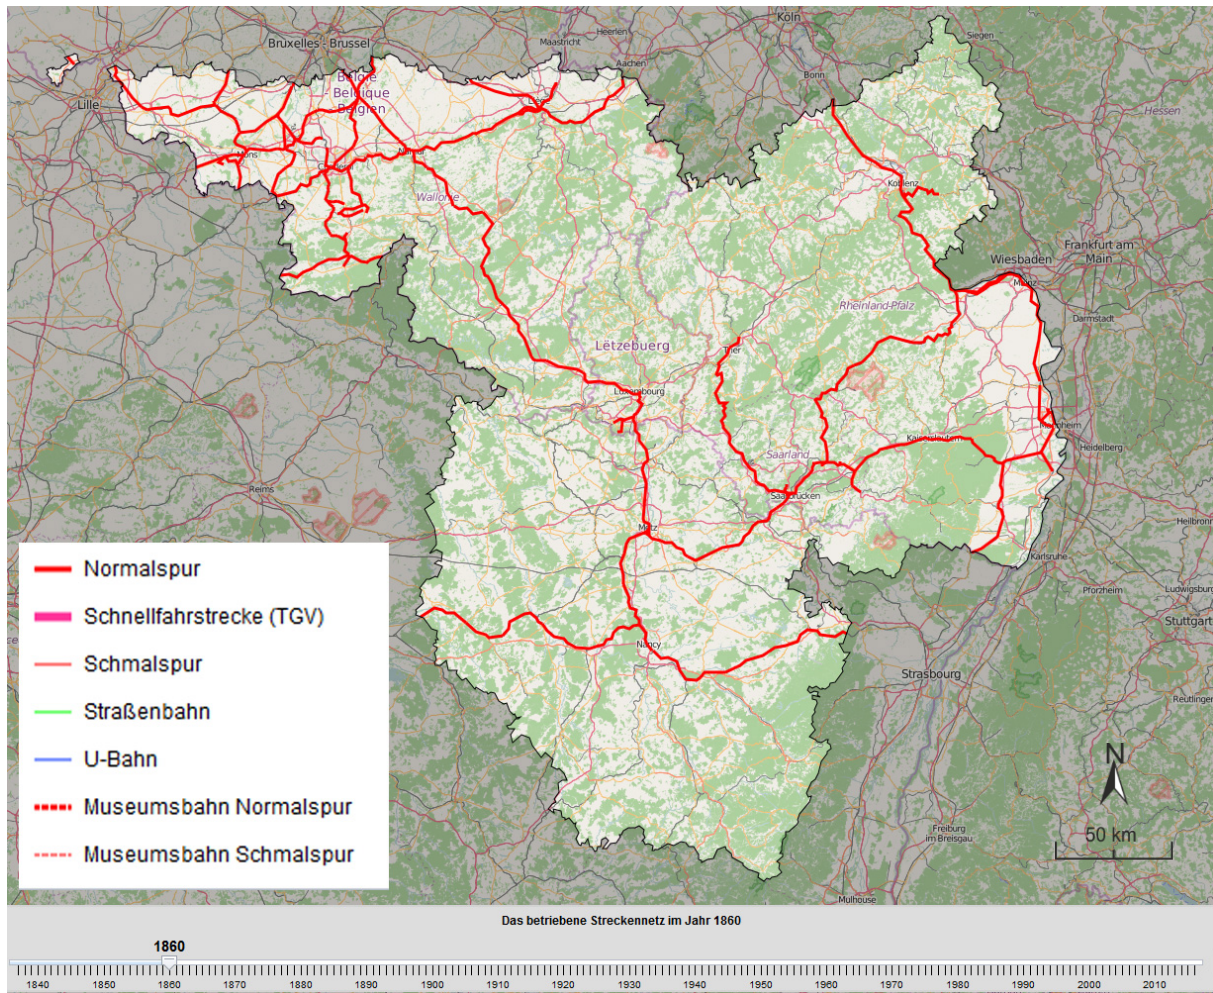 Köln
Siegen
Bruxelles - Brussel
Heerlen
Maastricht
Aachen
Bonn
België
- Belgique
Belgien
Lille
Hessen
Mons
Koblenz
Wallonie
Frankfurt am
Main
Wiesbaden
Mainz
Rheinland-Pfalz
Darmstadt
Lëtzebuerg
Trier
Luxembourg
Mannheim
Kaiserslautern
Heidelberg
Saarland
Reims
Saarbrücken
Metz
Heilbronn
Karlsruhe
Pforzheim
Ludwigsburg
Stuttgart
Nancy
Strasbourg
Reutlingen
Normalspur
Schnellfahrstrecke (TGV)
Schmalspur
Straßenbahn
U-Bahn
Museumsbahn Normalspur
Museumsbahn Schmalspur
N
50 km
Freiburg
im Breisgau
Mulhouse
Das betriebene Streckennetz im Jahr 1860
1860
1840 1850 1860 1870 1880 1890 1900 1910 1920 1930 1940 1950 1960 1970 1980 1990 2000 2010